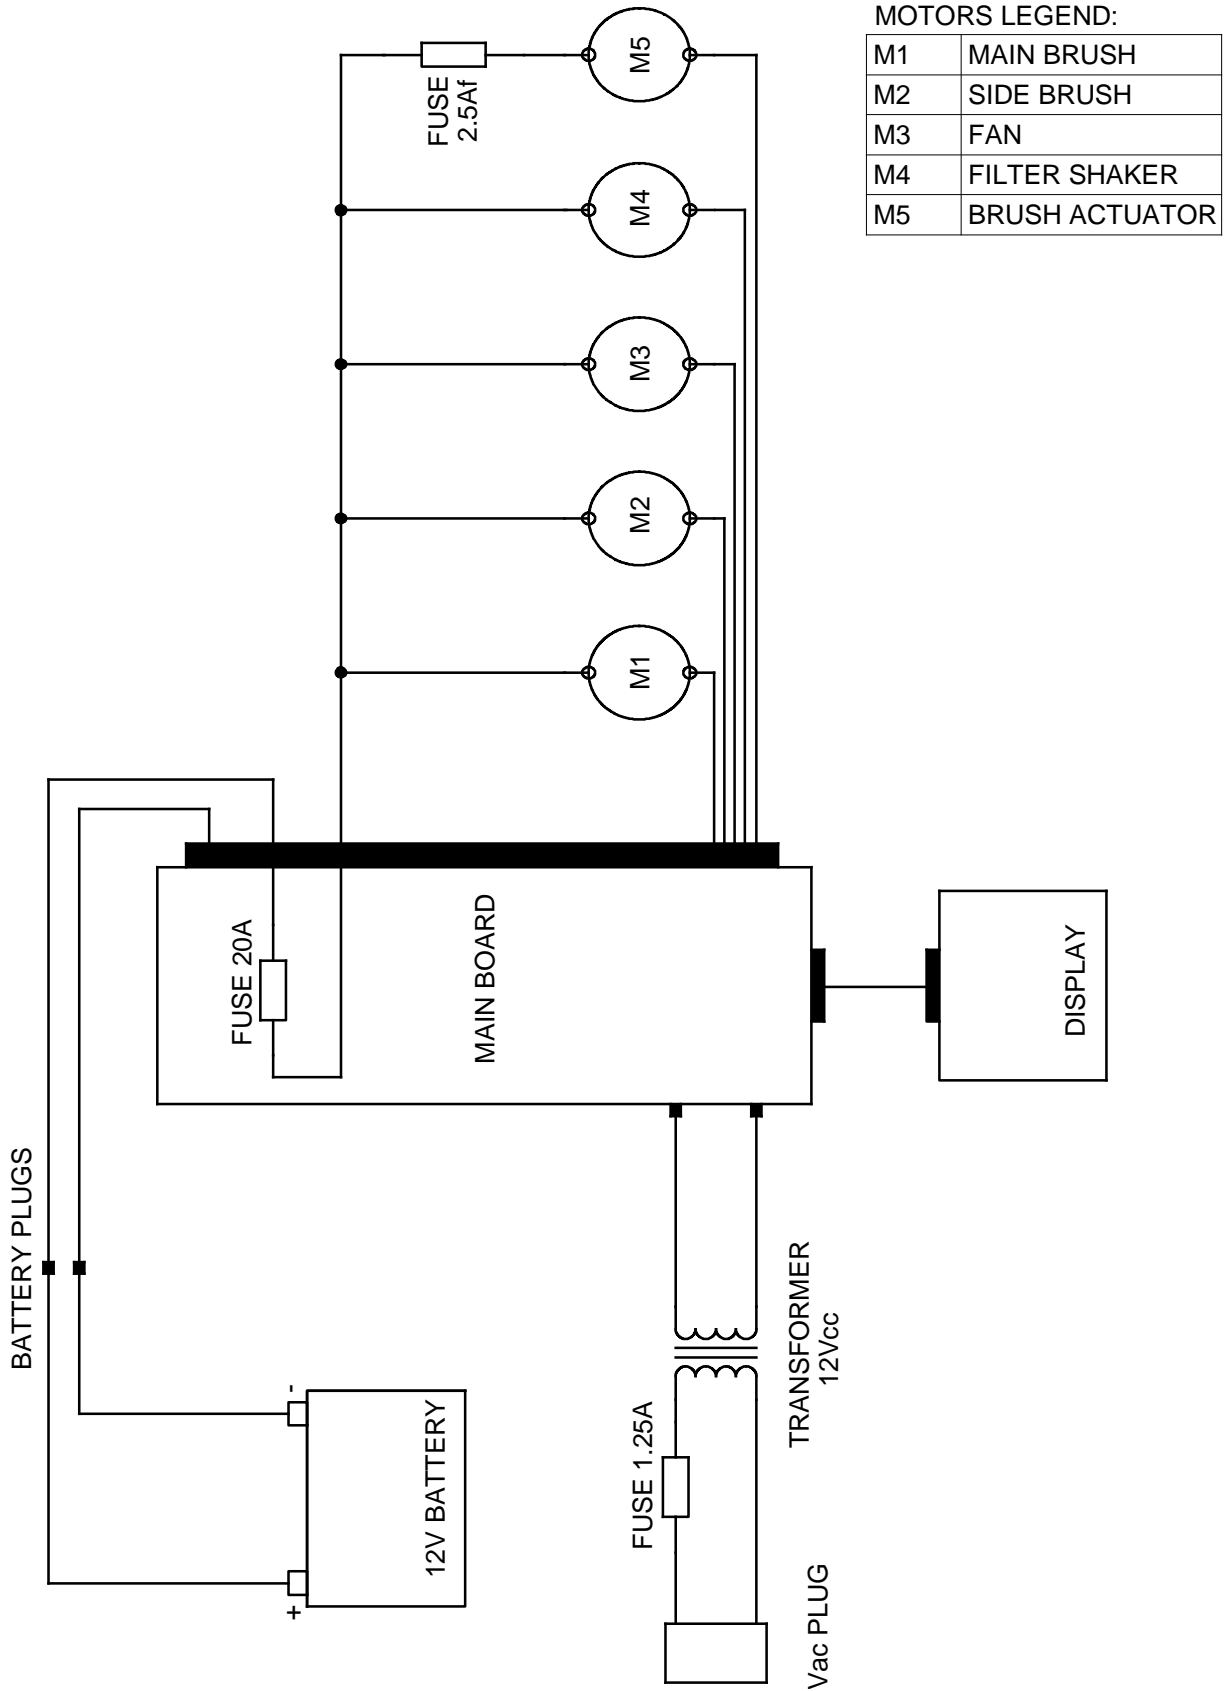 MOTORS LEGEND:
M1 MAIN BRUSH
M2 SIDE BRUSH
M3 FAN
M4 FILTER SHAKER
M5 BRUSH ACTUATOR
M5
FUSE
2.5Af
M4
M3
M2
M1
FUSE 20A
MAIN BOARD
DISPLAY
BATTERY PLUGS
-
+
12V BATTERY
TRANSFORMER
12Vcc
FUSE 1.25A
Vac PLUG